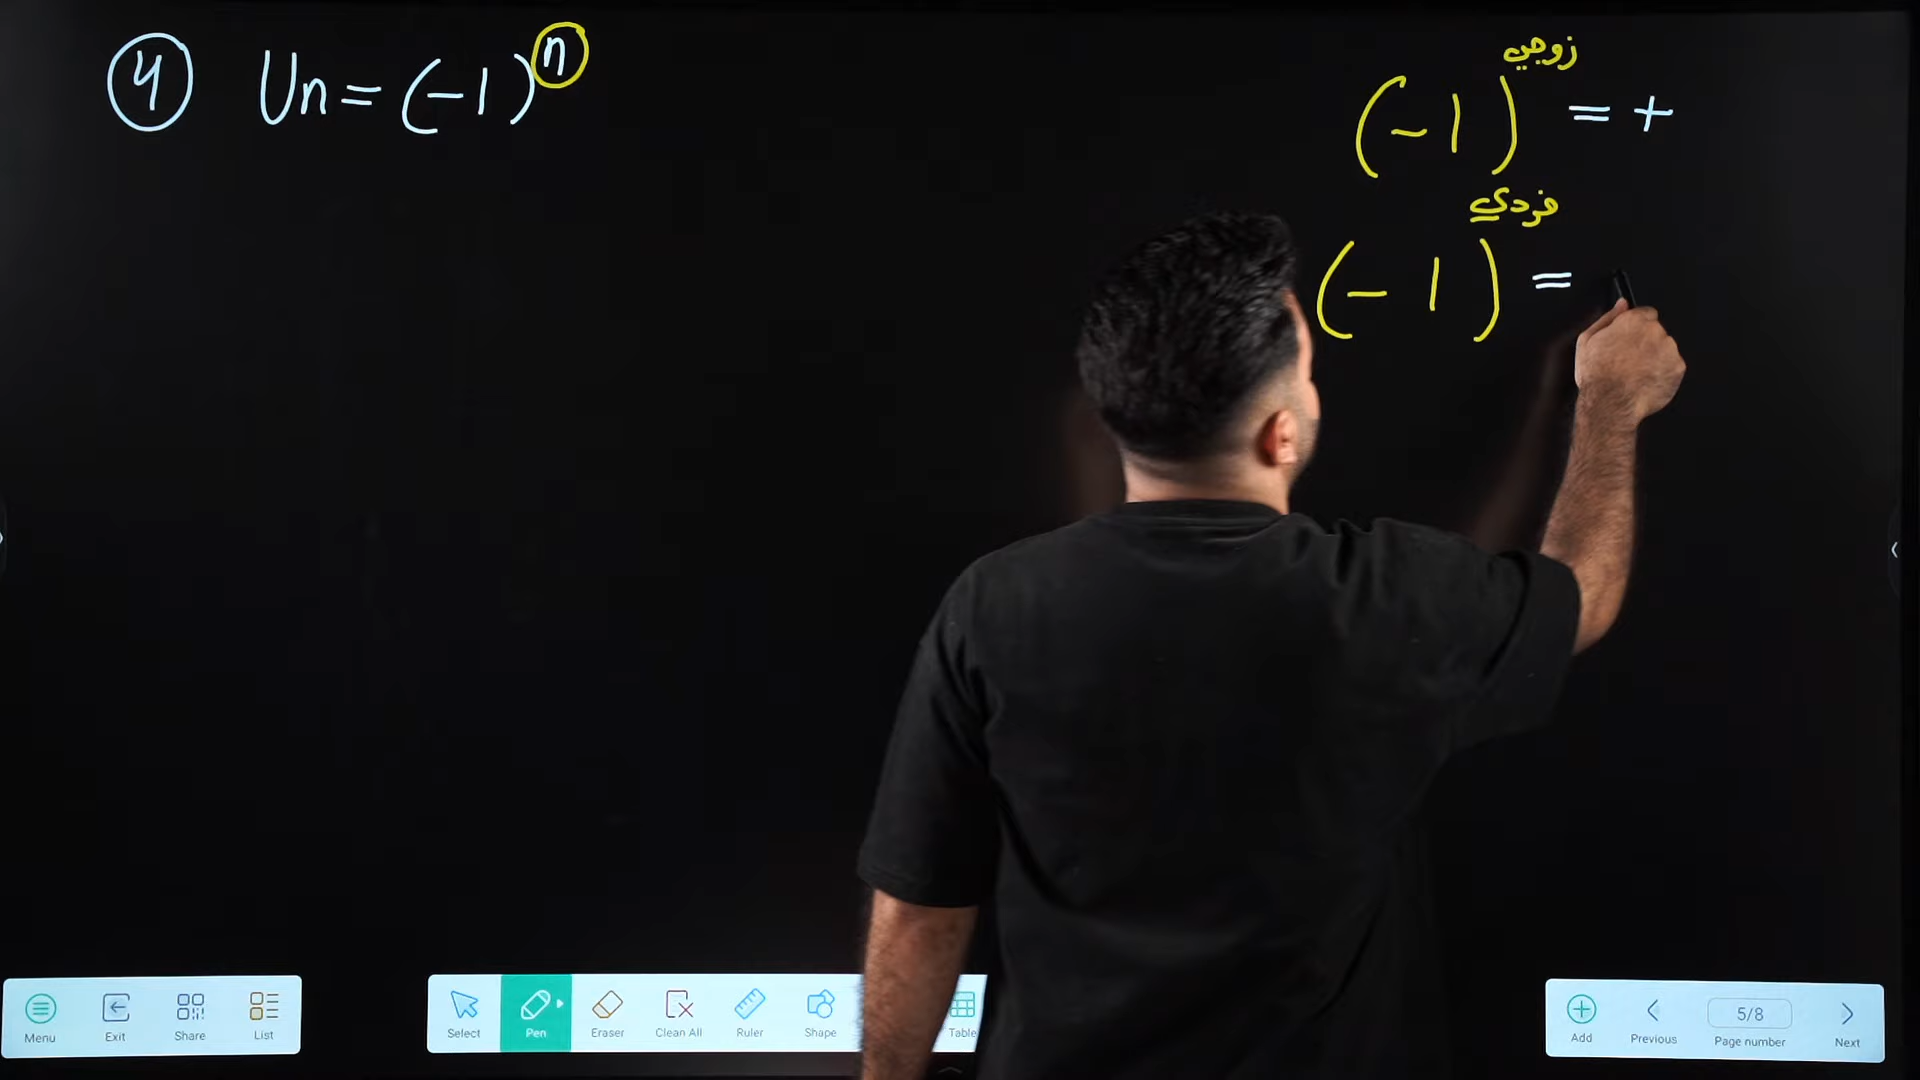 ④ Un = (-1)ⁿ
(-1)^زوجي = +
(-1)^فردي =
Menu Exit Share List
Select Pen Eraser Clean All Ruler Shape Table
Add Previous 5/8 Page number Next